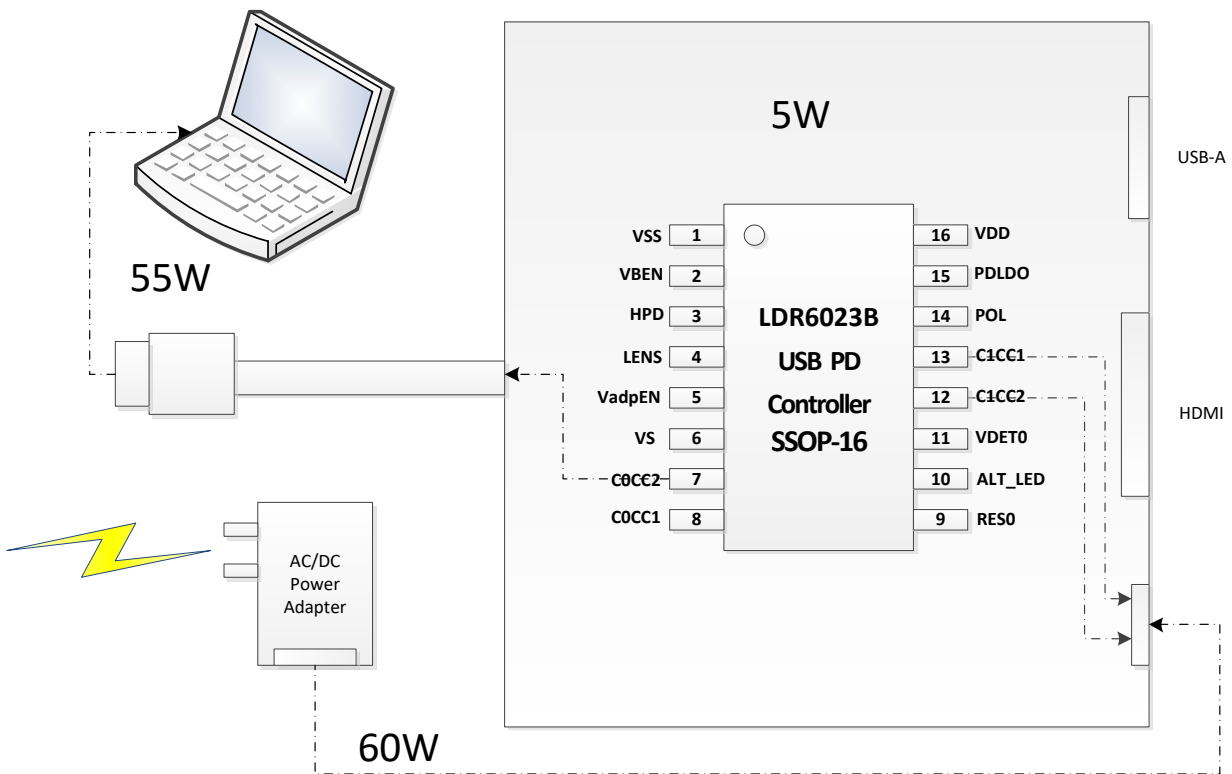 5W
USB-A
VSS 1
VBEN 2
HPD 3
LENS 4
VadpEN 5
VS 6
C0CC2 7
C0CC1 8
LDR6023B
USB PD
Controller
SSOP-16
16 VDD
15 PDLDO
14 POL
13 C1CC1
12 C1CC2
11 VDET0
10 ALT_LED
9 RES0
HDMI
55W
AC/DC
Power
Adapter
60W